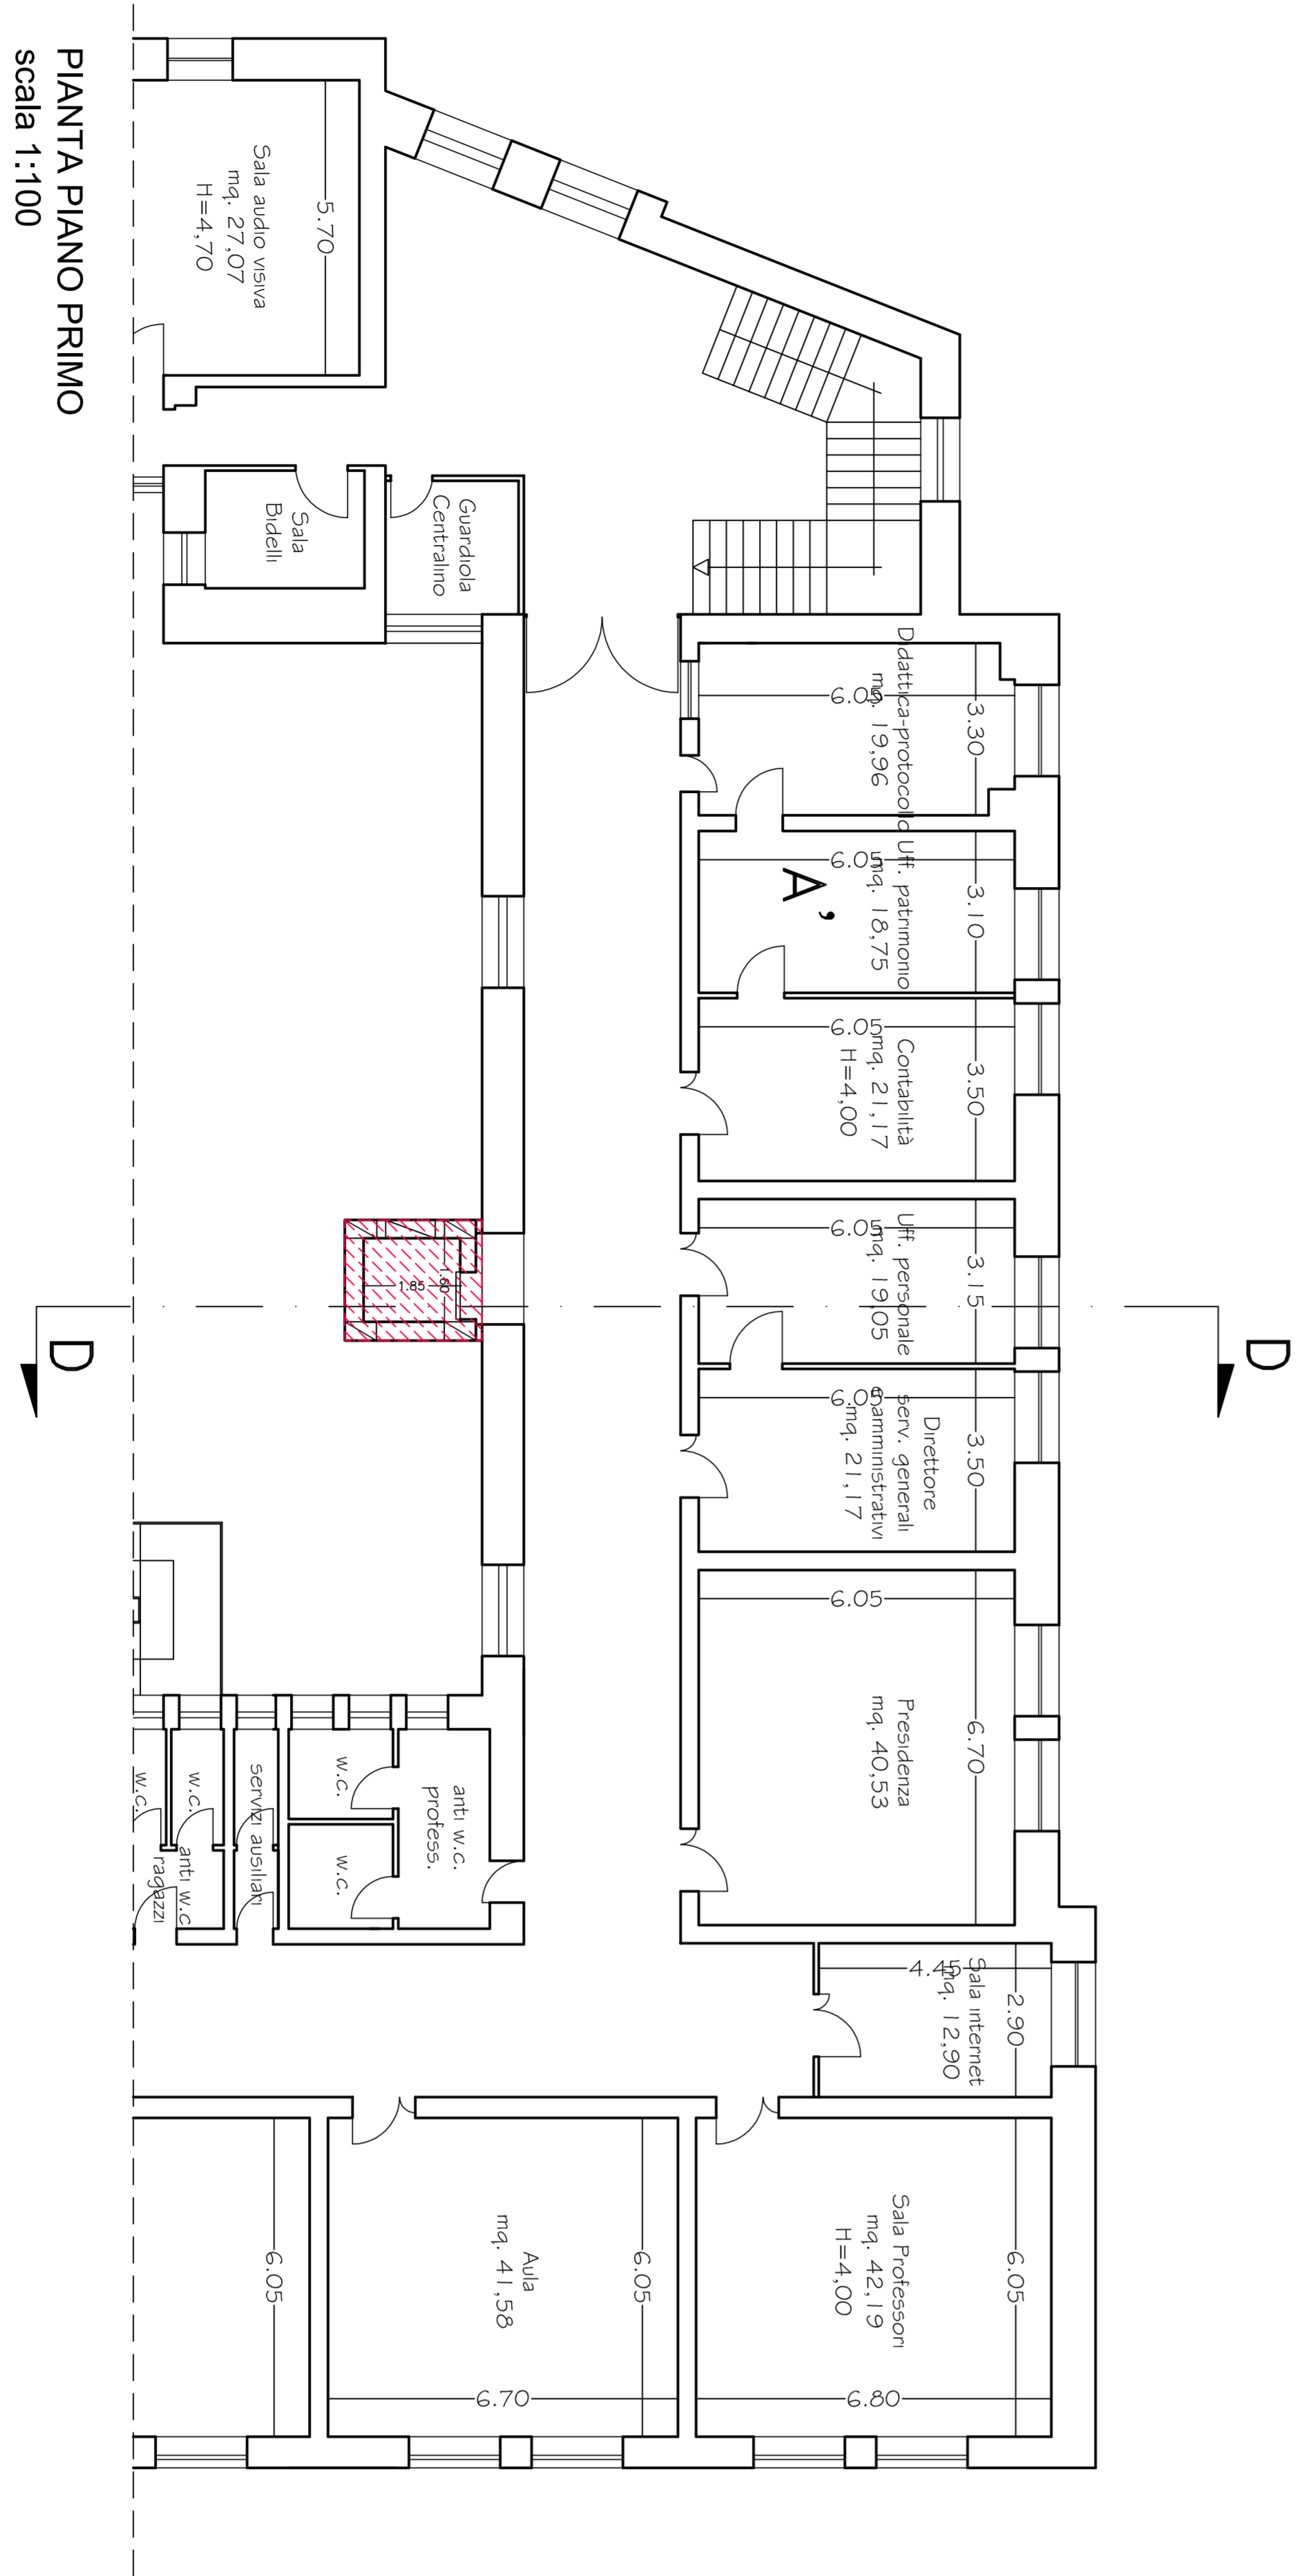 PIANTA PIANO PRIMO
scala 1:100
Sala audio visiva
mq. 27,07
H=4,70
5.70
Sala
Bidelli
Guardiola
Centralino
Didattica-protocollo
mq. 19,96
6.05
3.30
Uff. patrimonio
mq. 18,75
6.05
3.10
A'
Contabilità
mq. 21,17
H=4,00
6.05
3.50
Uff. personale
mq. 19,05
6.05
3.15
Direttore
serv. generali
e amministrativi
mq. 21,17
6.05
3.50
1.85
1.60
D
D
Presidenza
mq. 40,53
6.05
6.70
anti w.c.
profess.
w.c.
w.c.
servizi ausiliari
w.c.
w.c.
anti w.c
ragazzi
Sala internet
mq. 12,90
4.45
2.90
Sala Professori
mq. 42,19
H=4,00
6.05
6.80
Aula
mq. 41,58
6.05
6.70
6.05